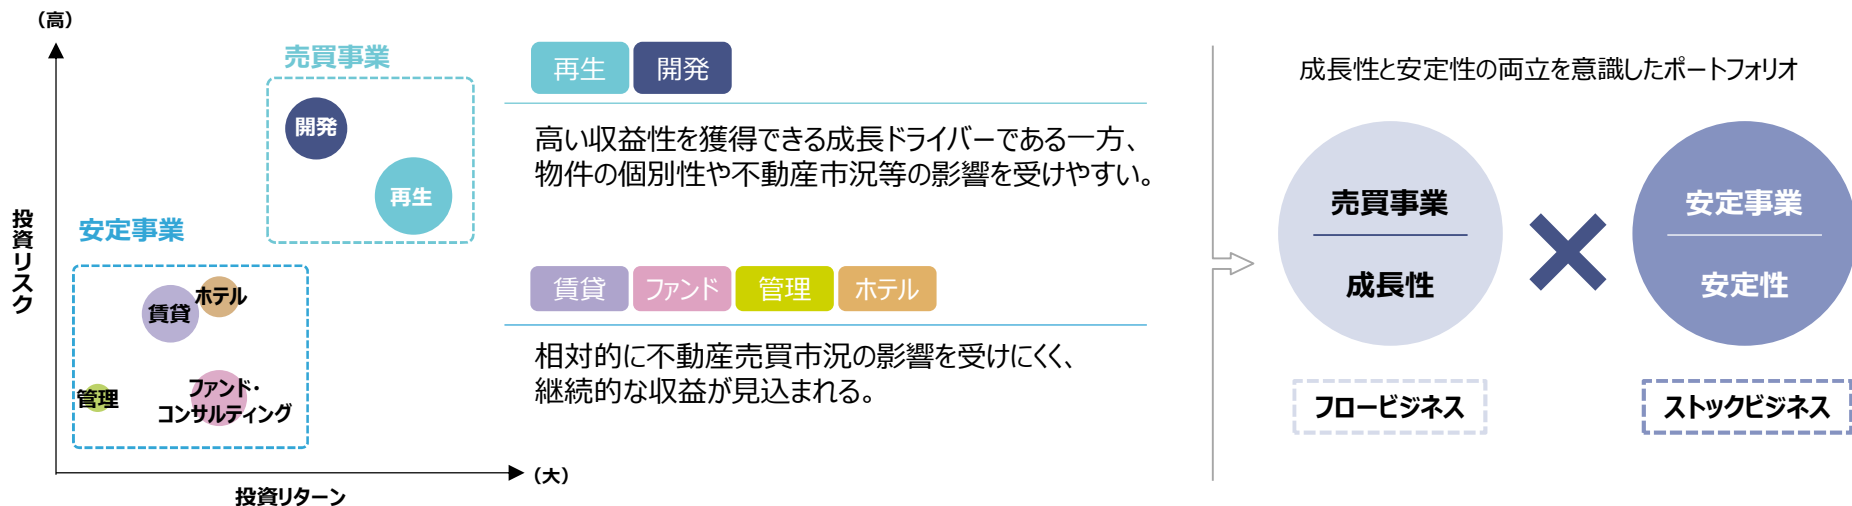 (高)
投資リスク
売買事業
開発
再生
安定事業
ホテル
賃貸
管理
ファンド・
コンサルティング
(大)
投資リターン
再生
開発
高い収益性を獲得できる成長ドライバーである一方、
物件の個別性や不動産市況等の影響を受けやすい。
賃貸
ファンド
管理
ホテル
相対的に不動産売買市況の影響を受けにくく、
継続的な収益が見込まれる。
成長性と安定性の両立を意識したポートフォリオ
売買事業
成長性
安定事業
安定性
フロービジネス
ストックビジネス